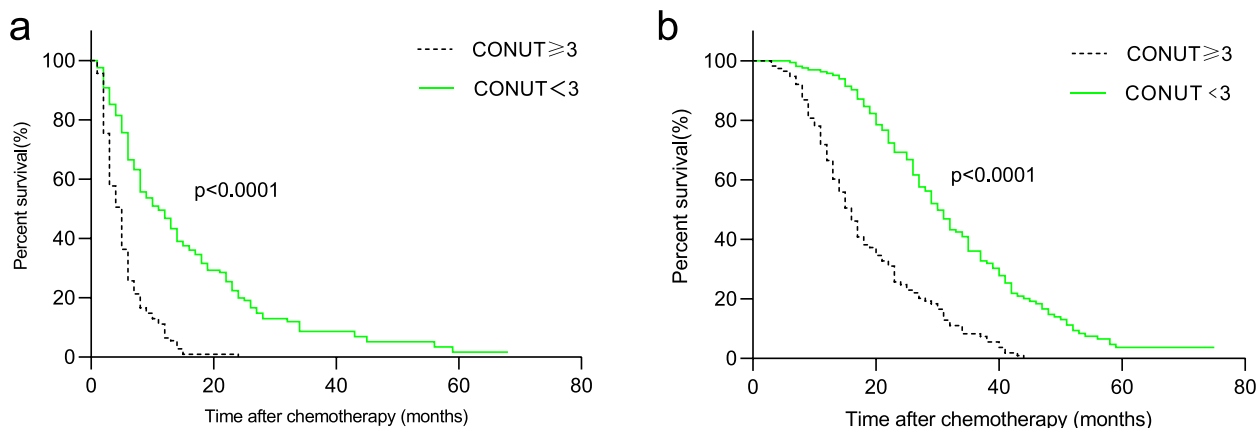 a
CONUT≥3
CONUT<3
100
80
60
40
20
0
Percent survival(%)
p<0.0001
0
20
40
60
80
Time after chemotherapy (months)
b
CONUT≥3
CONUT <3
100
80
60
40
20
0
Percent survival(%)
p<0.0001
0
20
40
60
80
Time after chemotherapy (months)